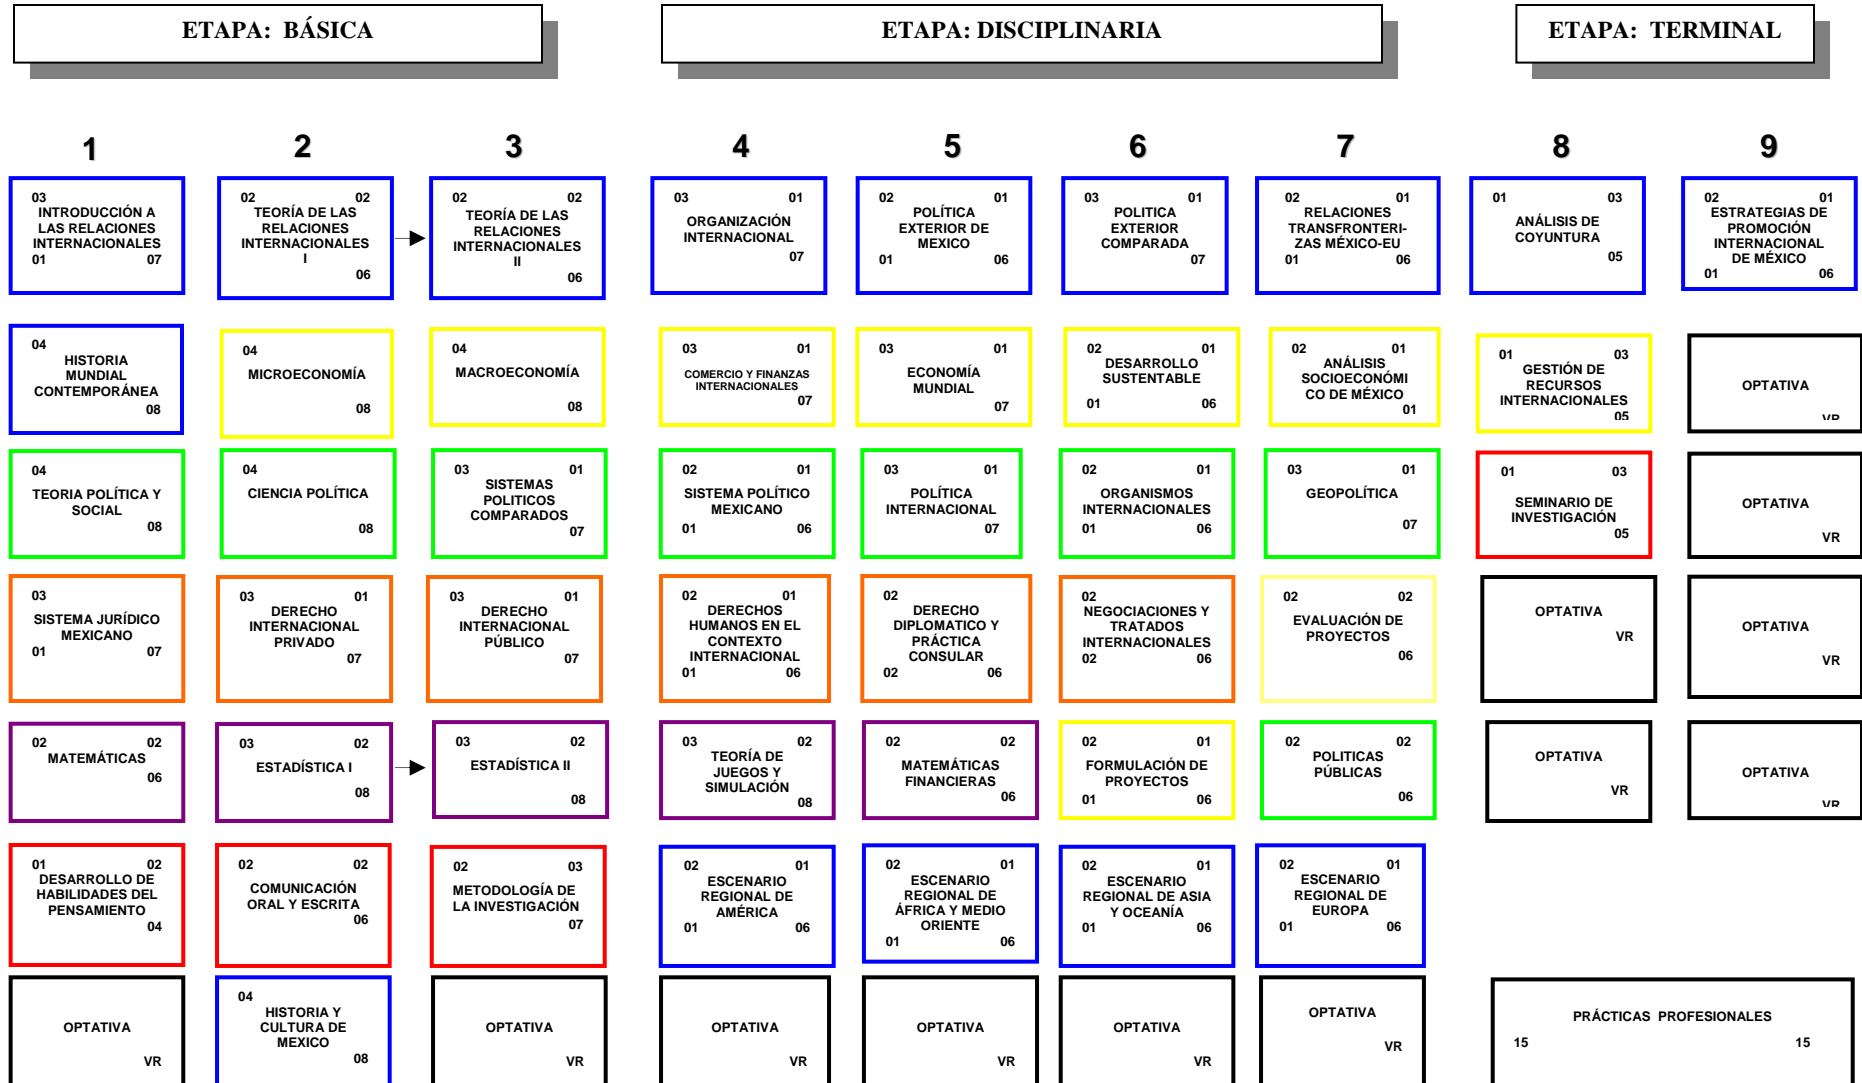 ETAPA: BÁSICA
ETAPA: DISCIPLINARIA
ETAPA: TERMINAL
1 2 3 4 5 6 7 8 9
03
INTRODUCCIÓN A
LAS RELACIONES
INTERNACIONALES
01 07
02 02
TEORÍA DE LAS
RELACIONES
INTERNACIONALES
I
06
02 02
TEORÍA DE LAS
RELACIONES
INTERNACIONALES
II
06
03 01
ORGANIZACIÓN
INTERNACIONAL
07
02 01
POLÍTICA
EXTERIOR DE
MEXICO
01 06
03 01
POLITICA
EXTERIOR
COMPARADA
07
02 01
RELACIONES
TRANSFRONTERI-
ZAS MÉXICO-EU
01 06
01 03
ANÁLISIS DE
COYUNTURA
05
02 01
ESTRATEGIAS DE
PROMOCIÓN
INTERNACIONAL
DE MÉXICO
01 06
04
HISTORIA
MUNDIAL
CONTEMPORÁNEA
08
04
MICROECONOMÍA
08
04
MACROECONOMÍA
08
03 01
COMERCIO Y FINANZAS
INTERNACIONALES
07
03 01
ECONOMÍA
MUNDIAL
07
02 01
DESARROLLO
SUSTENTABLE
01 06
02 01
ANÁLISIS
SOCIOECONÓMI
CO DE MÉXICO
01
01 03
GESTIÓN DE
RECURSOS
INTERNACIONALES
05
OPTATIVA
VR
04
TEORIA POLÍTICA Y
SOCIAL
08
04
CIENCIA POLÍTICA
08
03 01
SISTEMAS
POLITICOS
COMPARADOS
07
02 01
SISTEMA POLÍTICO
MEXICANO
01 06
03 01
POLÍTICA
INTERNACIONAL
07
02 01
ORGANISMOS
INTERNACIONALES
01 06
03 01
GEOPOLÍTICA
07
01 03
SEMINARIO DE
INVESTIGACIÓN
05
OPTATIVA
VR
03
SISTEMA JURÍDICO
MEXICANO
01 07
03 01
DERECHO
INTERNACIONAL
PRIVADO
07
03 01
DERECHO
INTERNACIONAL
PÚBLICO
07
02 01
DERECHOS
HUMANOS EN EL
CONTEXTO
INTERNACIONAL
01 06
02
DERECHO
DIPLOMATICO Y
PRÁCTICA
CONSULAR
02 06
02
NEGOCIACIONES Y
TRATADOS
INTERNACIONALES
02 06
02 02
EVALUACIÓN DE
PROYECTOS
06
OPTATIVA
VR
OPTATIVA
VR
02 02
MATEMÁTICAS
06
03 02
ESTADÍSTICA I
08
03 02
ESTADÍSTICA II
08
03 02
TEORÍA DE
JUEGOS Y
SIMULACIÓN
08
02 02
MATEMÁTICAS
FINANCIERAS
06
02 01
FORMULACIÓN DE
PROYECTOS
01 06
02 02
POLITICAS
PÚBLICAS
06
OPTATIVA
VR
OPTATIVA
VR
01 02
DESARROLLO DE
HABILIDADES DEL
PENSAMIENTO
04
02 02
COMUNICACIÓN
ORAL Y ESCRITA
06
02 03
METODOLOGÍA DE
LA INVESTIGACIÓN
07
02 01
ESCENARIO
REGIONAL DE
AMÉRICA
01 06
02 01
ESCENARIO
REGIONAL DE
ÁFRICA Y MEDIO
ORIENTE
01 06
02 01
ESCENARIO
REGIONAL DE ASIA
Y OCEANÍA
01 06
02 01
ESCENARIO
REGIONAL DE
EUROPA
01 06
OPTATIVA
VR
04
HISTORIA Y
CULTURA DE
MEXICO
08
OPTATIVA
VR
OPTATIVA
VR
OPTATIVA
VR
OPTATIVA
VR
OPTATIVA
VR
PRÁCTICAS PROFESIONALES
15 15